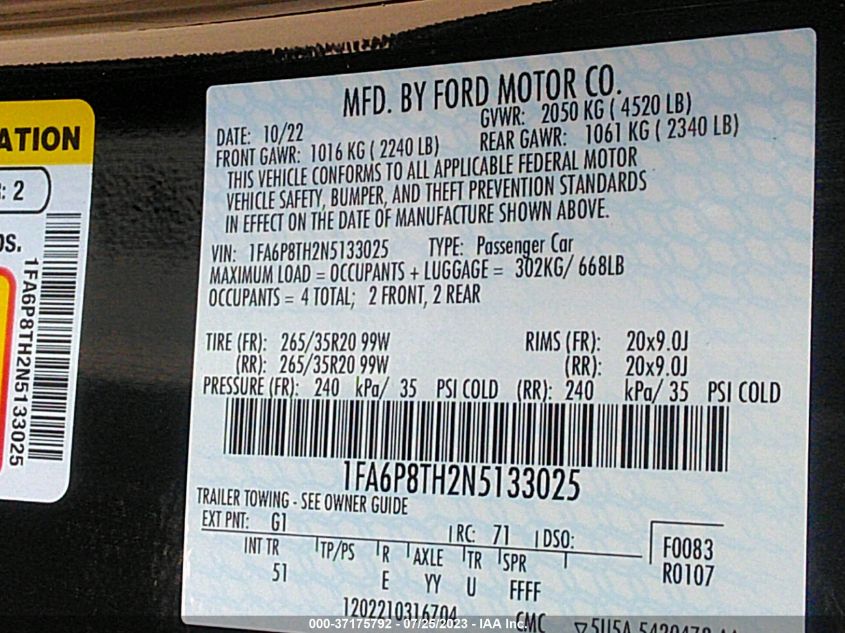 ATION
: 2
os.
1FA6P8TH2N5133025
MFD. BY FORD MOTOR CO.
DATE: 10/22 GVWR: 2050 KG ( 4520 LB)
FRONT GAWR: 1016 KG ( 2240 LB) REAR GAWR: 1061 KG ( 2340 LB)
THIS VEHICLE CONFORMS TO ALL APPLICABLE FEDERAL MOTOR
VEHICLE SAFETY, BUMPER, AND THEFT PREVENTION STANDARDS
IN EFFECT ON THE DATE OF MANUFACTURE SHOWN ABOVE.
VIN: 1FA6P8TH2N5133025 TYPE: Passenger Car
MAXIMUM LOAD = OCCUPANTS + LUGGAGE = 302KG/ 668LB
OCCUPANTS = 4 TOTAL; 2 FRONT, 2 REAR
TIRE (FR): 265/35R20 99W RIMS (FR): 20x9.0J
(RR): 265/35R20 99W (RR): 20x9.0J
PRESSURE (FR): 240 kPa/ 35 PSI COLD (RR): 240 kPa/ 35 PSI COLD
1FA6P8TH2N5133025
TRAILER TOWING - SEE OWNER GUIDE
EXT PNT: G1 RC: 71 DSO: F0083
INT TR TP/PS R AXLE TR SPR R0107
51 E YY U FFFF
1202210316704 CMC
000-37175792 - 07/25/2023 - IAA Inc.